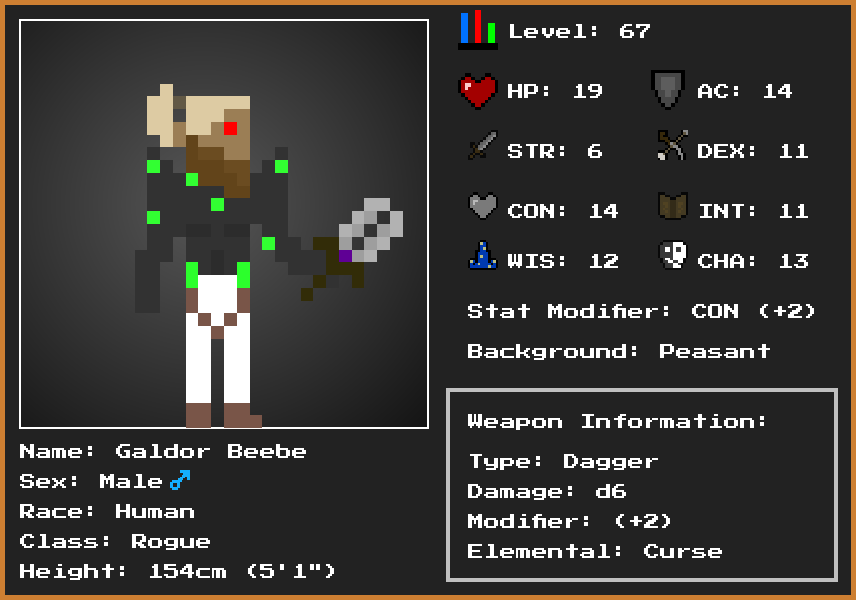 Level: 67
HP: 19
AC: 14
STR: 6
DEX: 11
CON: 14
INT: 11
WIS: 12
CHA: 13
Stat Modifier: CON (+2)
Background: Peasant
Weapon Information:
Type: Dagger
Damage: d6
Modifier: (+2)
Elemental: Curse
Name: Galdor Beebe
Sex: Male♂
Race: Human
Class: Rogue
Height: 154cm (5'1")